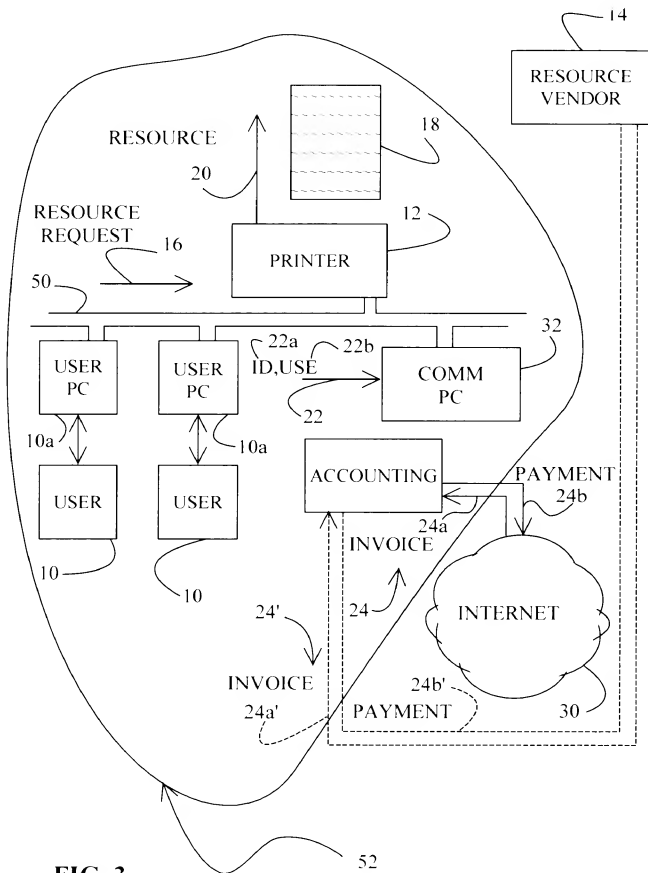 14
RESOURCE
VENDOR
RESOURCE
18
20
RESOURCE
REQUEST
16
12
PRINTER
50
22a
22b
32
USER
PC
USER
PC
ID,USE
COMM
PC
22
10a
10a
ACCOUNTING
PAYMENT
24b
USER
USER
24a
INVOICE
10
10
24
INTERNET
24'
INVOICE
24b'
24a'
PAYMENT
30
52
FIG. 3